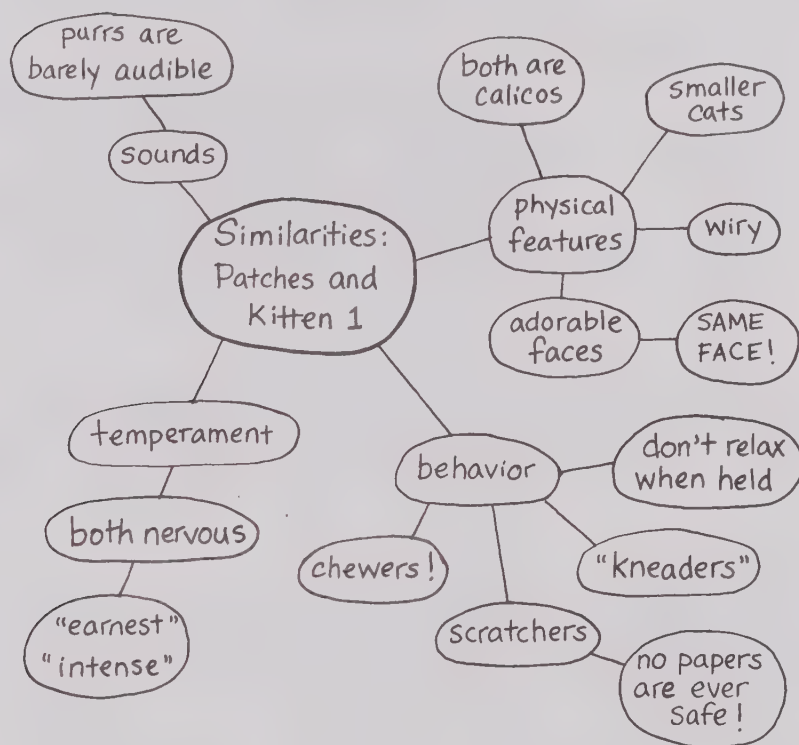 purrs are
barely audible
sounds
Similarities:
Patches and
Kitten 1
physical
features
both are
calicos
smaller
cats
wiry
adorable
faces
SAME
FACE!
temperament
both nervous
"earnest"
"intense"
behavior
don't relax
when held
"kneaders"
chewers!
scratchers
no papers
are ever
safe!